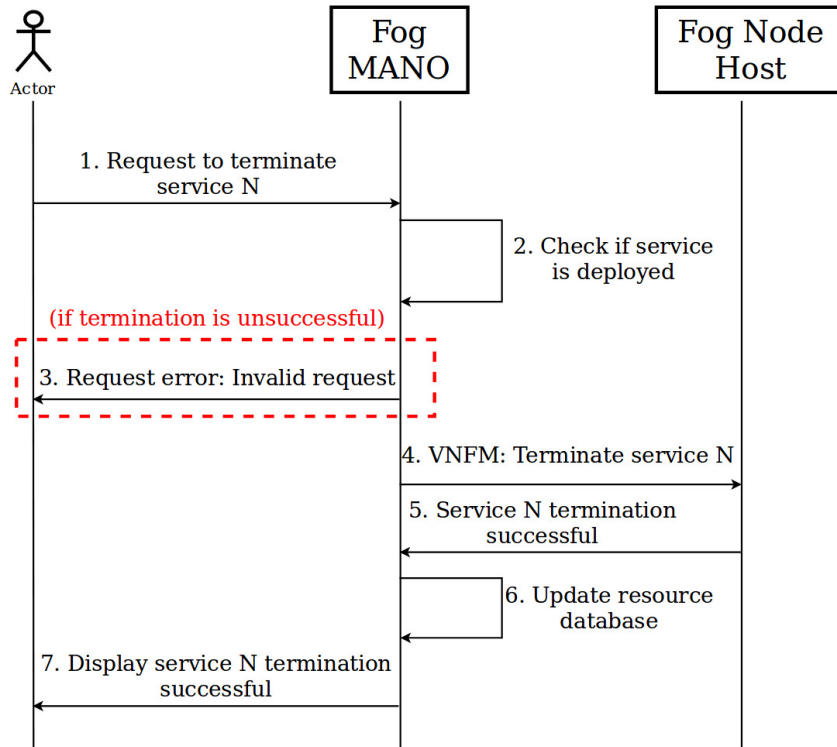 Actor
Fog
MANO
Fog Node
Host
1. Request to terminate
service N
2. Check if service
is deployed
(if termination is unsuccessful)
3. Request error: Invalid request
4. VNFM: Terminate service N
5. Service N termination
successful
6. Update resource
database
7. Display service N termination
successful